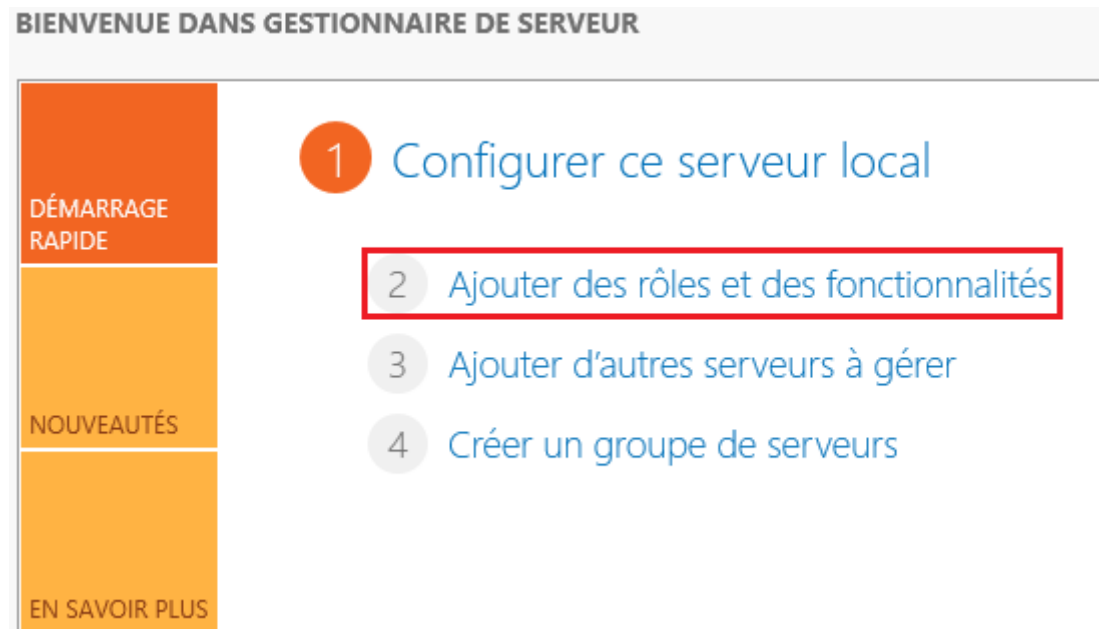 BIENVENUE DANS GESTIONNAIRE DE SERVEUR
DÉMARRAGE
RAPIDE
NOUVEAUTÉS
EN SAVOIR PLUS
1 Configurer ce serveur local
2 Ajouter des rôles et des fonctionnalités
3 Ajouter d’autres serveurs à gérer
4 Créer un groupe de serveurs